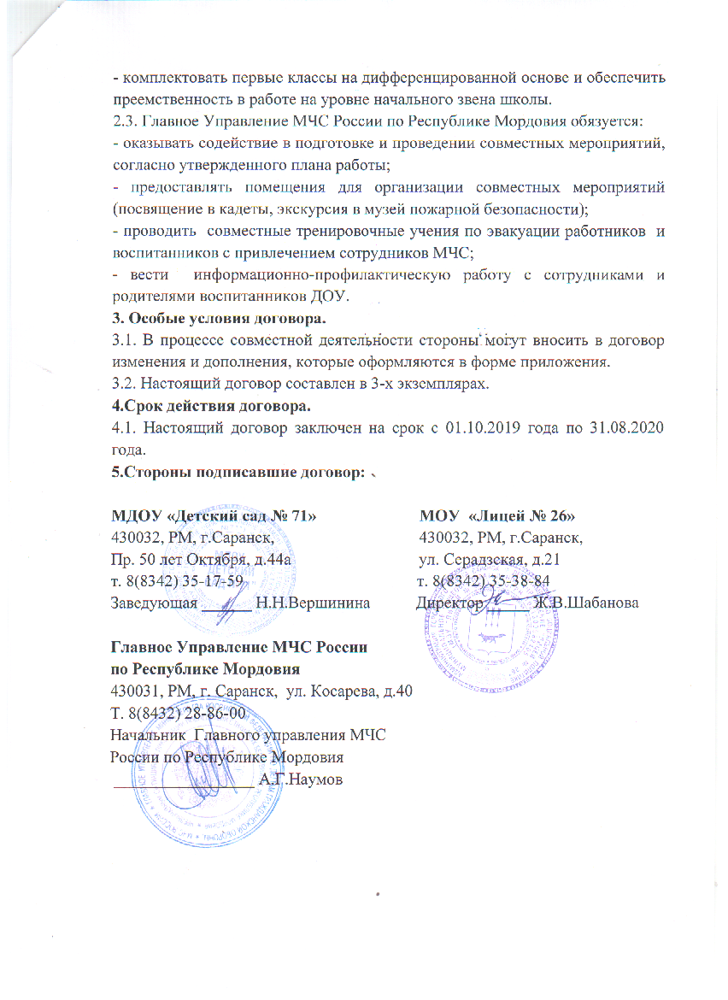 - комплектовать первые классы на дифференцированной основе и обеспечить
преемственность в работе на уровне начального звена школы.
2.3. Главное Управление МЧС России по Республике Мордовия обязуется:
- оказывать содействие в подготовке и проведении совместных мероприятий,
согласно утвержденного плана работы;
- предоставлять помещения для организации совместных мероприятий
(посвящение в кадеты, экскурсия в музей пожарной безопасности);
- проводить совместные тренировочные учения по эвакуации работников и
воспитанников с привлечением сотрудников МЧС;
- вести информационно-профилактическую работу с сотрудниками и
родителями воспитанников ДОУ.
3. Особые условия договора.
3.1. В процессе совместной деятельности стороны могут вносить в договор
изменения и дополнения, которые оформляются в форме приложения.
3.2. Настоящий договор составлен в 3-х экземплярах.
4.Срок действия договора.
4.1. Настоящий договор заключен на срок с 01.10.2019 года по 31.08.2020
года.
5.Стороны подписавшие договор:
МДОУ «Детский сад № 71» МОУ «Лицей № 26»
430032, РМ, г.Саранск, 430032, РМ, г.Саранск,
Пр. 50 лет Октября, д.44а ул. Серадзская, д.21
т. 8(8342) 35-17-59 т. 8(8342) 35-38-84
Заведующая ______ Н.Н.Вершинина Директор _____ Ж.В.Шабанова
Главное Управление МЧС России
по Республике Мордовия
430031, РМ, г. Саранск, ул. Косарева, д.40
Т. 8(8432) 28-86-00
Начальник Главного управления МЧС
России по Республике Мордовия
_________________ А.Г.Наумов